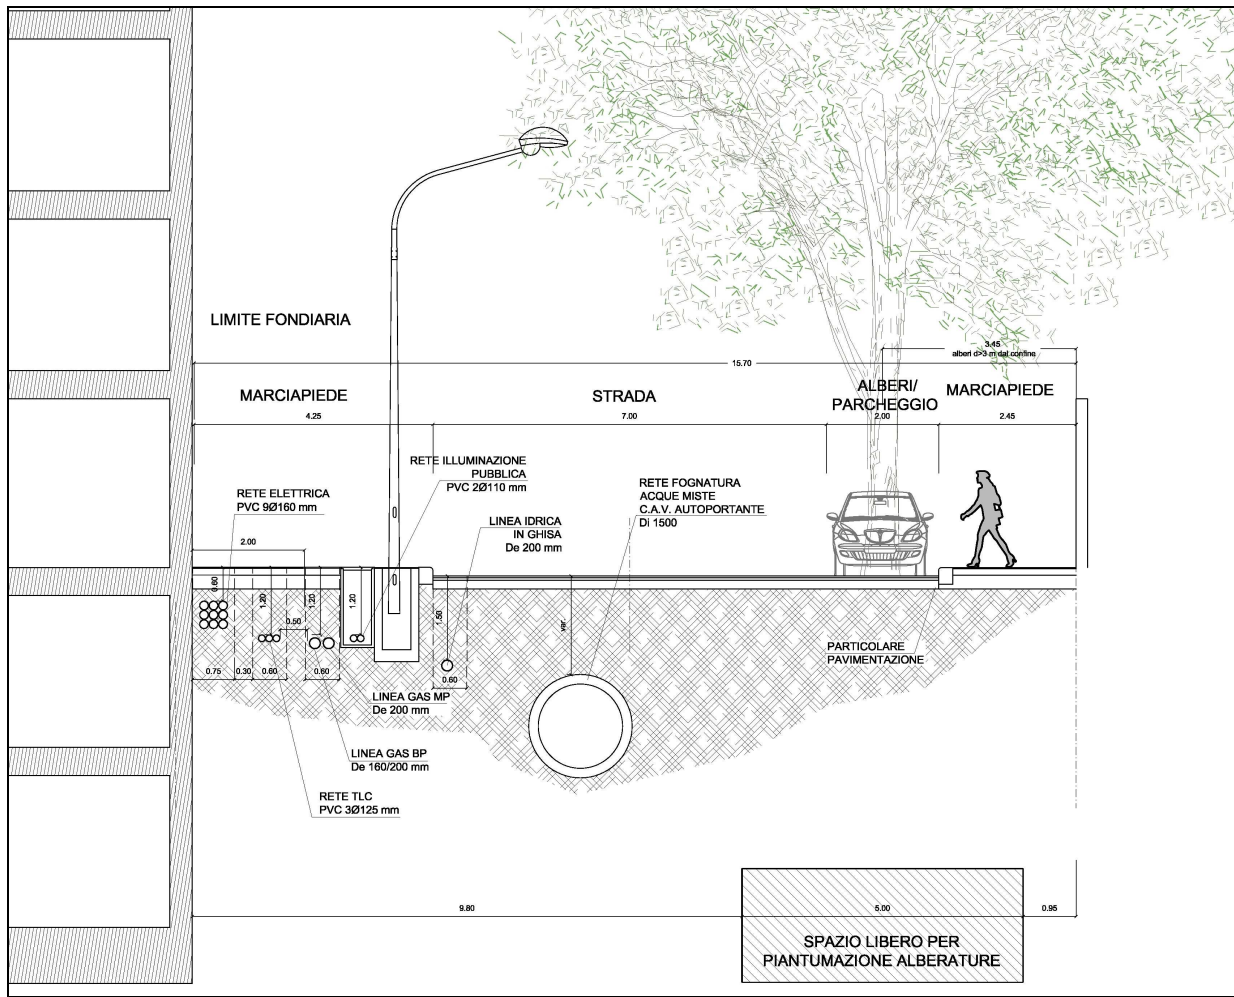 3.45
alberi d>3 m dal confine
15.70
LIMITE FONDIARIA
MARCIAPIEDE
4.25
STRADA
7.00
ALBERI/
PARCHEGGIO
2.00
MARCIAPIEDE
2.45
RETE ILLUMINAZIONE
PUBBLICA
PVC 2Ø110 mm
RETE ELETTRICA
PVC 9Ø160 mm
RETE FOGNATURA
ACQUE MISTE
C.A.V. AUTOPORTANTE
Di 1500
LINEA IDRICA
IN GHISA
De 200 mm
2.00
0.60
1.20
1.20
1.20
1.50
var.
0.50
0.75
0.30
0.60
0.60
0.60
PARTICOLARE
PAVIMENTAZIONE
LINEA GAS MP
De 200 mm
LINEA GAS BP
De 160/200 mm
RETE TLC
PVC 3Ø125 mm
9.80
5.00
0.95
SPAZIO LIBERO PER
PIANTUMAZIONE ALBERATURE